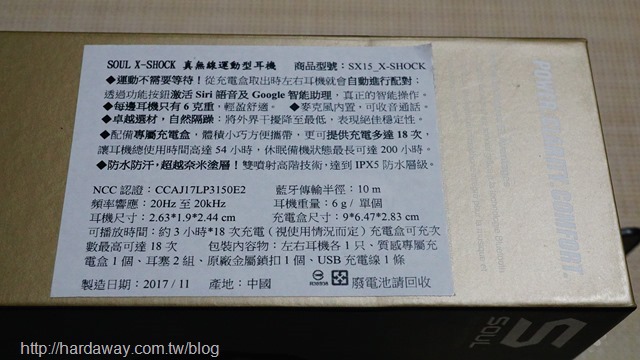 SOUL X-SHOCK 真無線運動型耳機 商品型號：SX15_X-SHOCK
◆運動不需要等待！從充電盒取出時左右耳機就會自動進行配對；
透過功能按鈕激活 Siri 語音及 Google 智能助理，真正的智能操作。
◆每邊耳機只有 6 克重，輕盈舒適。 ◆麥克風內置，可收音通話。
◆卓越選材，自然隔躁：將外界干擾降至最低，表現絕佳穩定性。
◆配備專屬充電盒，體積小巧方便攜帶，更可提供充電多達 18 次，
讓耳機總使用時間高達 54 小時，休眠備機狀態最長可達 200 小時。
◆防水防汗，超越奈米塗層！雙噴射高階技術，達到 IPX5 防水層級。
NCC 認證：CCAJ17LP3150E2 藍牙傳輸半徑：10 m
頻率響應：20Hz 至 20kHz 耳機重量：6 g / 單個
耳機尺寸：2.63*1.9*2.44 cm 充電盒尺寸：9*6.47*2.83 cm
可播放時間：約 3 小時*18 次充電（視使用情況而定）充電盒可充次
數最高可達 18 次 包裝內容物：左右耳機各 1 只、質感專屬充
電盒 1 個、耳塞 2 組、原廠金屬鎖扣 1 個、USB 充電線 1 條
製造日期：2017 / 11 產地：中國 廢電池請回收
SOUL
http://hardaway.com.tw/blog